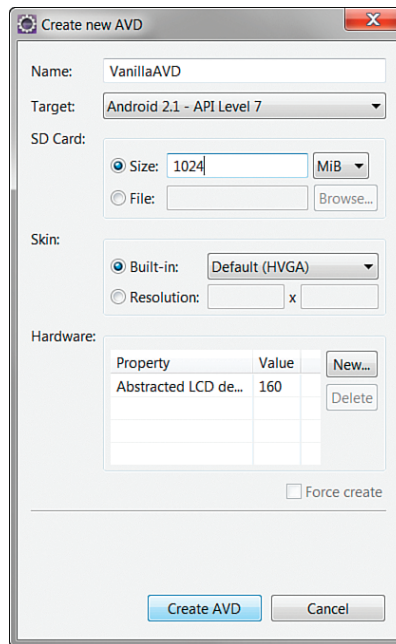 Create new AVD
Name: VanillaAVD
Target: Android 2.1 - API Level 7
SD Card:
Size: 1024 MiB
File: Browse...
Skin:
Built-in: Default (HVGA)
Resolution: x
Hardware:
Property Value New...
Abstracted LCD de... 160 Delete
Force create
Create AVD Cancel